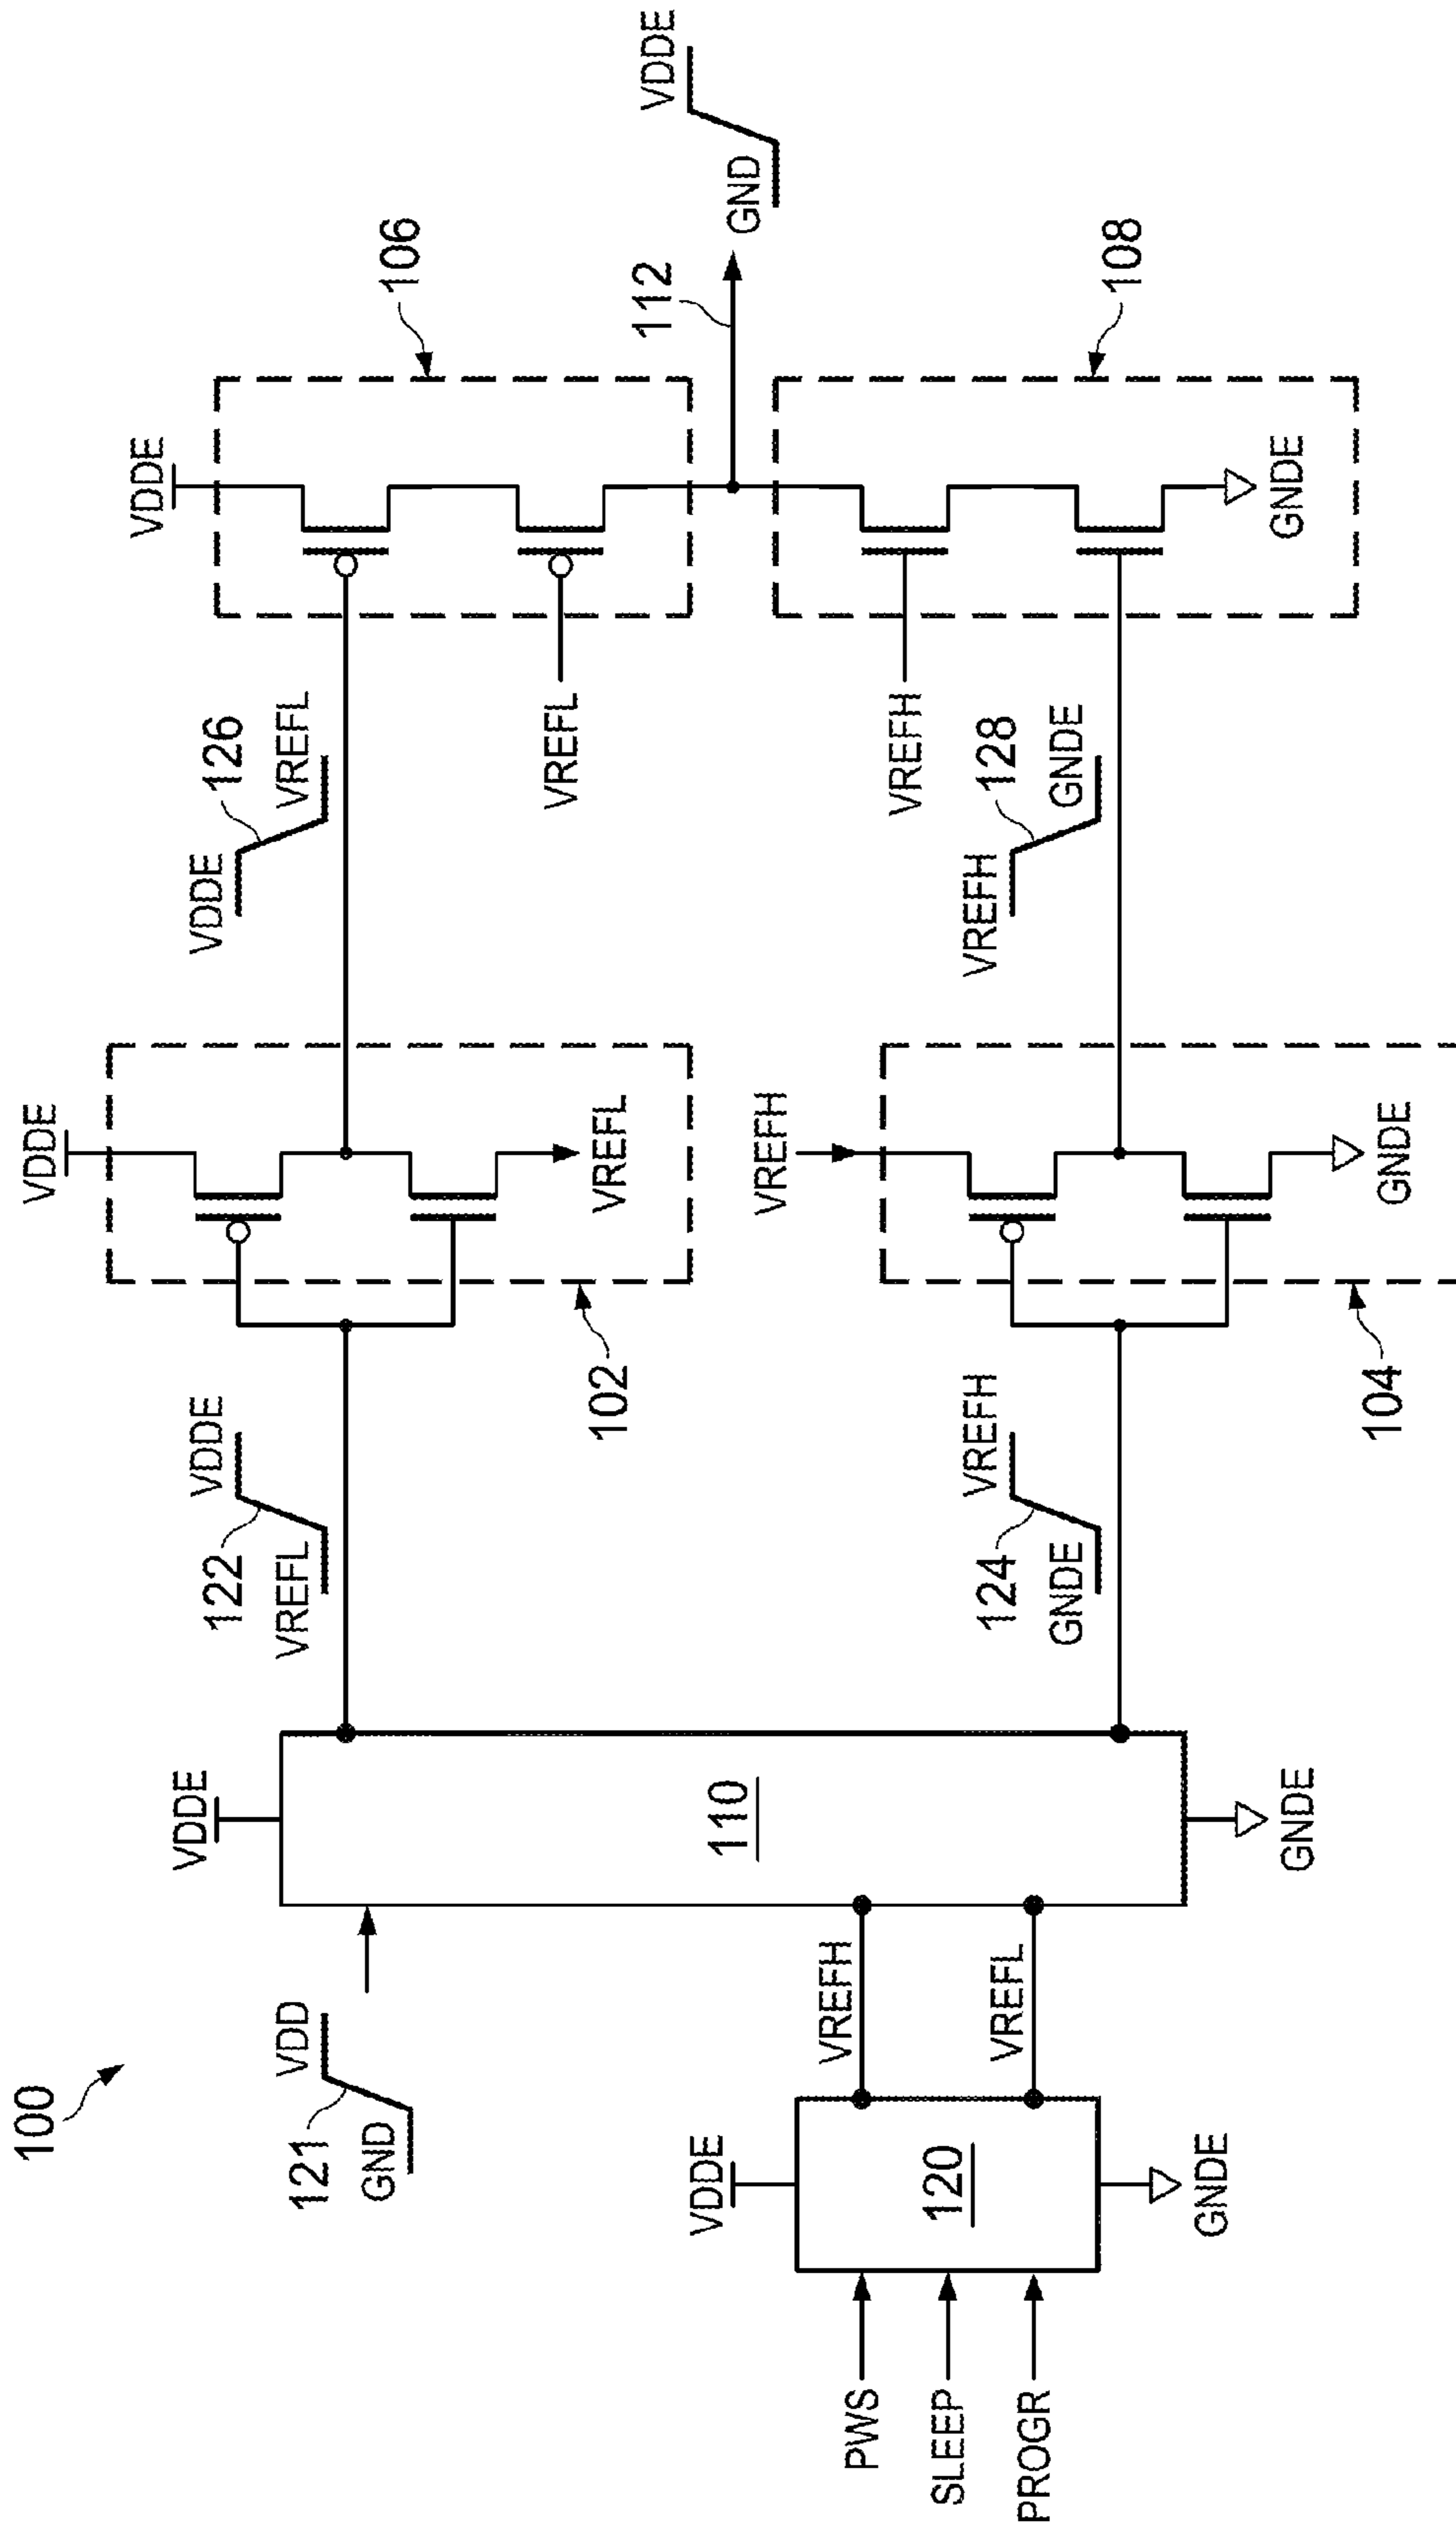 100
VDDE
VDDE
GND
VDDE
106
112
108
VDDE
GNDE
VREFL
VREFH
VDDE
126
VREFL
VREFH
128
GNDE
VDDE
VREFL
102
VREFH
GNDE
104
VREFL
122
VDDE
GNDE
124
VREFH
VDDE
110
GNDE
GND
121
VDD
VREFH
VREFL
120
GNDE
PWS
SLEEP
PROGR